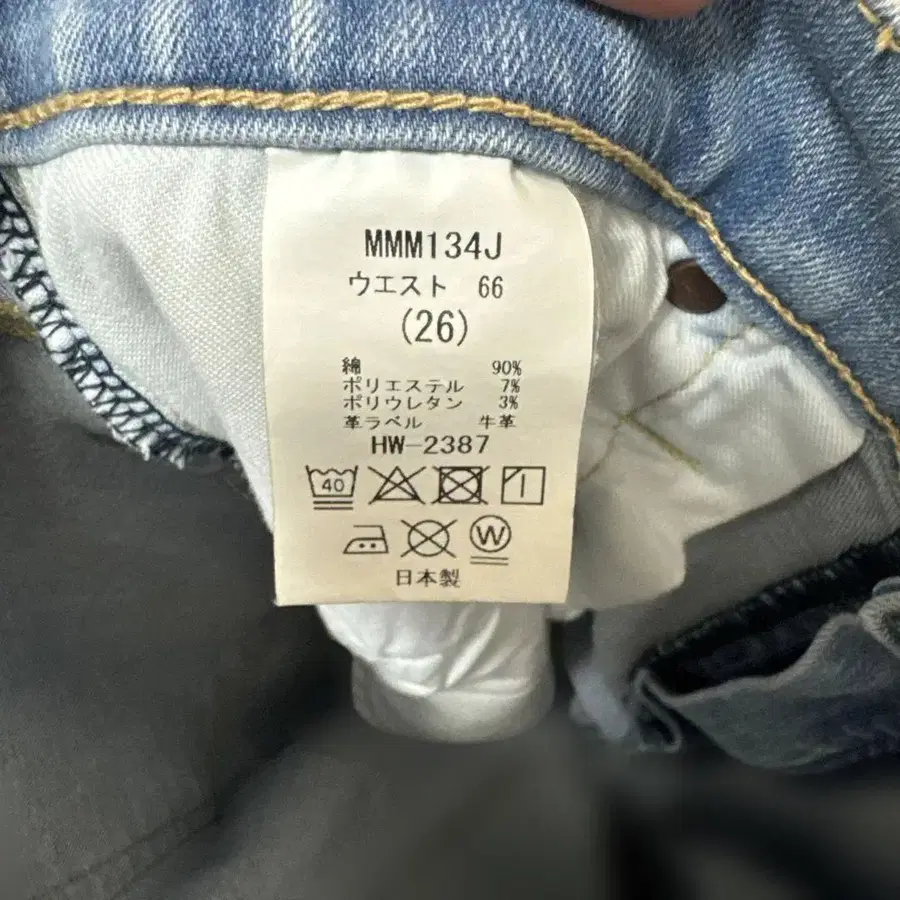 MMM134J
ウエスト 66
(26)
綿 90%
ポリエステル 7%
ポリウレタン 3%
革ラベル 牛革
HW-2387
40
W
日本製